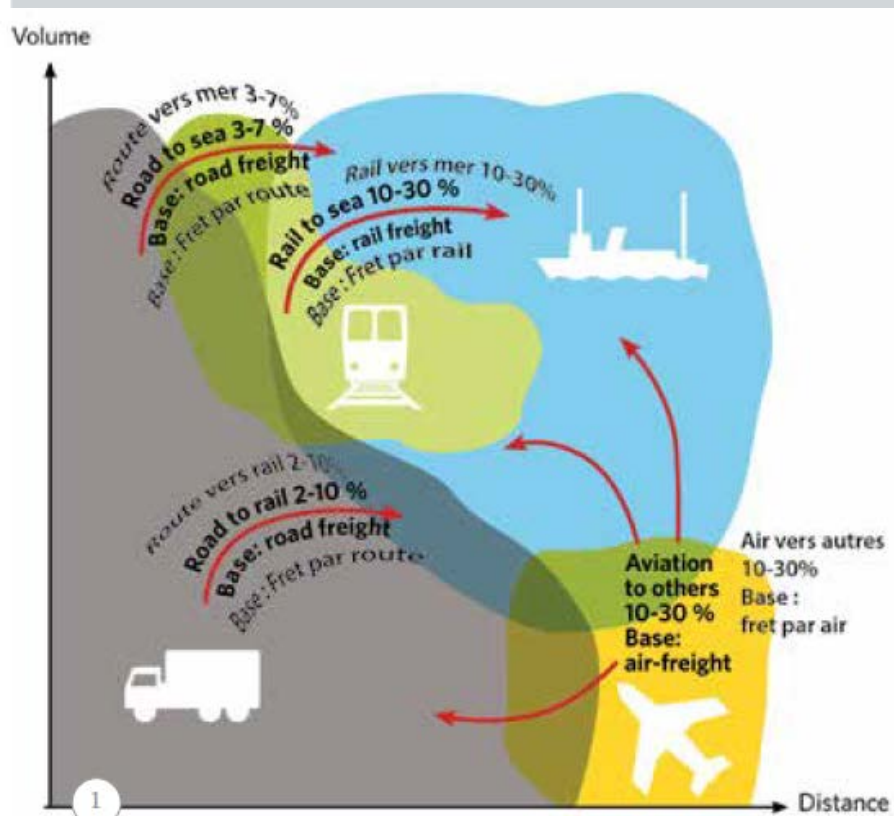 Volume
Route vers mer 3-7%
Road to sea 3-7 %
Base: road freight
Base : Fret par route
Rail vers mer 10-30%
Rail to sea 10-30 %
Base: rail freight
Base : Fret par rail
Route vers rail 2-10%
Road to rail 2-10 %
Base: road freight
Base : Fret par route
Aviation
to others
10-30 %
Base:
air-freight
Air vers autres
10-30%
Base :
fret par air
1
Distance